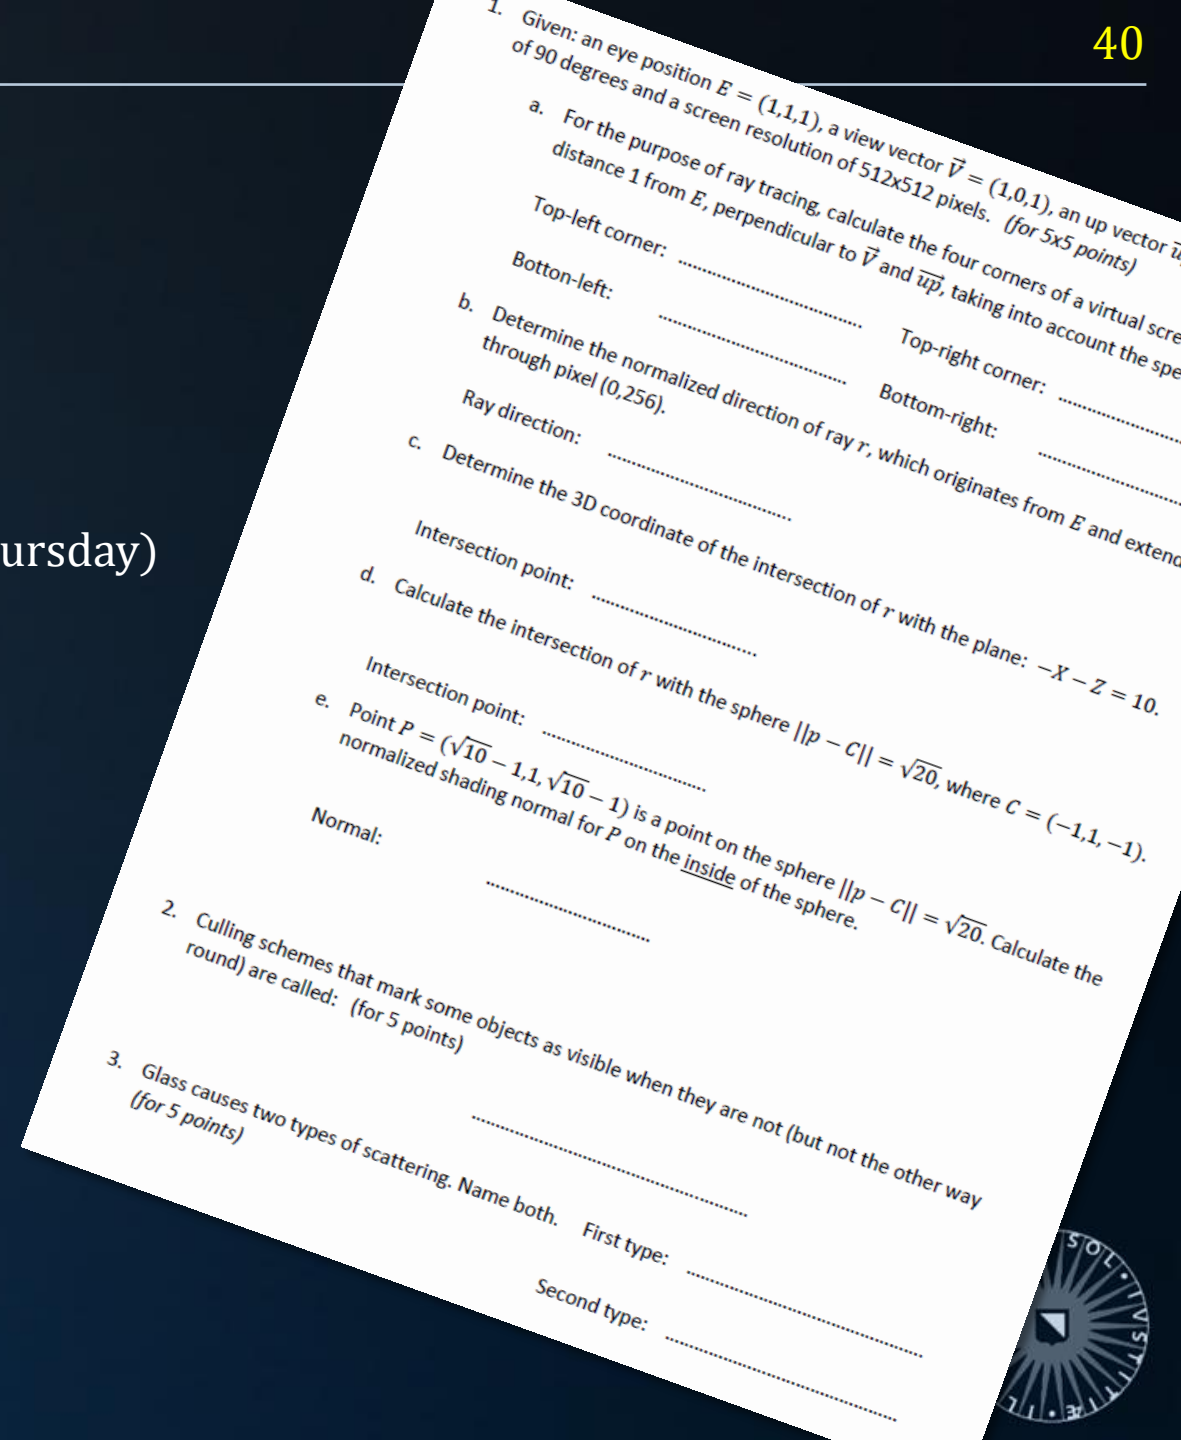 40
ursday)
1. Given: an eye position E = (1,1,1), a view vector V⃗ = (1,0,1), an up vector
of 90 degrees and a screen resolution of 512x512 pixels. (for 5x5 points)
a. For the purpose of ray tracing, calculate the four corners of a virtual scre
distance 1 from E, perpendicular to V⃗ and up⃗, taking into account the spe
Top-left corner: ................................ Top-right corner: ......................
Botton-left: ................................ Bottom-right: ......................
b. Determine the normalized direction of ray r, which originates from E and extend
through pixel (0,256).
Ray direction: ................................
c. Determine the 3D coordinate of the intersection of r with the plane: −X − Z = 10.
Intersection point: .............................
d. Calculate the intersection of r with the sphere ||p − C|| = √20, where C = (−1,1, −1).
Intersection point: .............................
e. Point P = (√10 − 1,1, √10 − 1) is a point on the sphere ||p − C|| = √20. Calculate the
normalized shading normal for P on the inside of the sphere.
Normal: .............................
2. Culling schemes that mark some objects as visible when they are not (but not the other way
round) are called: (for 5 points)
................................................
3. Glass causes two types of scattering. Name both. First type: .........................................
(for 5 points)
Second type: .........................................
SOL · IVSTITIÆ · IL